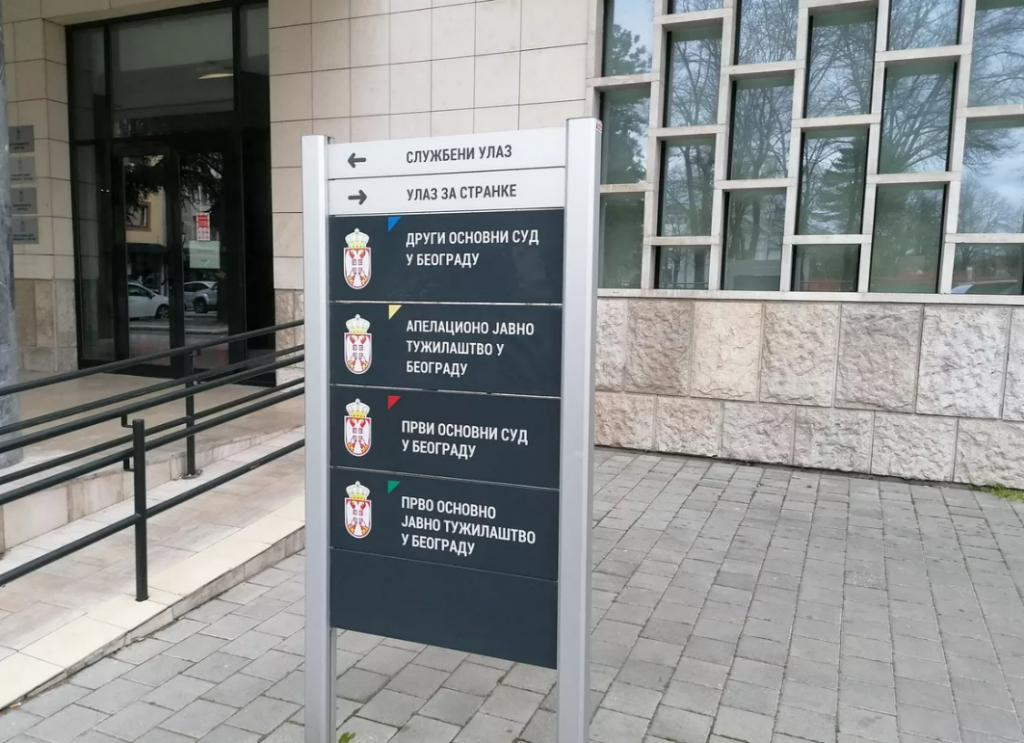 СЛУЖБЕНИ УЛАЗ
УЛАЗ ЗА СТРАНКЕ
ДРУГИ ОСНОВНИ СУД
У БЕОГРАДУ
АПЕЛАЦИОНО ЈАВНО
ТУЖИЛАШТВО У
БЕОГРАДУ
ПРВИ ОСНОВНИ СУД
У БЕОГРАДУ
ПРВО ОСНОВНО
ЈАВНО ТУЖИЛАШТВО
У БЕОГРАДУ